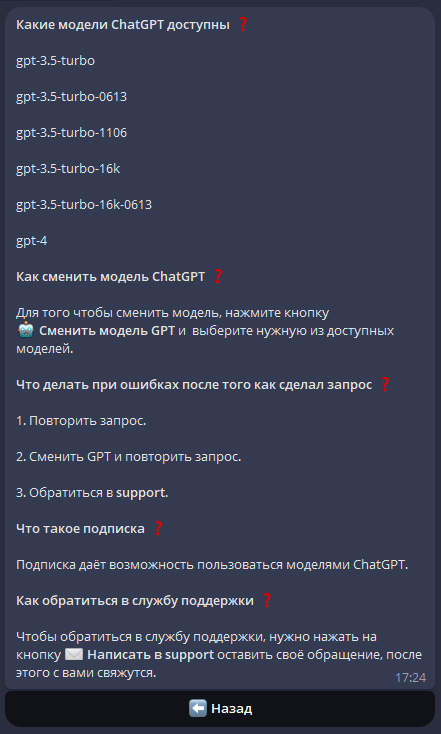 Какие модели ChatGPT доступны ❓
gpt-3.5-turbo
gpt-3.5-turbo-0613
gpt-3.5-turbo-1106
gpt-3.5-turbo-16k
gpt-3.5-turbo-16k-0613
gpt-4
Как сменить модель ChatGPT ❓
Для того чтобы сменить модель, нажмите кнопку
🤖 Сменить модель GPT и выберите нужную из доступных
моделей.
Что делать при ошибках после того как сделал запрос ❓
1. Повторить запрос.
2. Сменить GPT и повторить запрос.
3. Обратиться в support.
Что такое подписка ❓
Подписка даёт возможность пользоваться моделями ChatGPT.
Как обратиться в службу поддержки ❓
Чтобы обратиться в службу поддержки, нужно нажать на
кнопку ✉️ Написать в support оставить своё обращение, после
этого с вами свяжутся.
17:24
⬅️ Назад